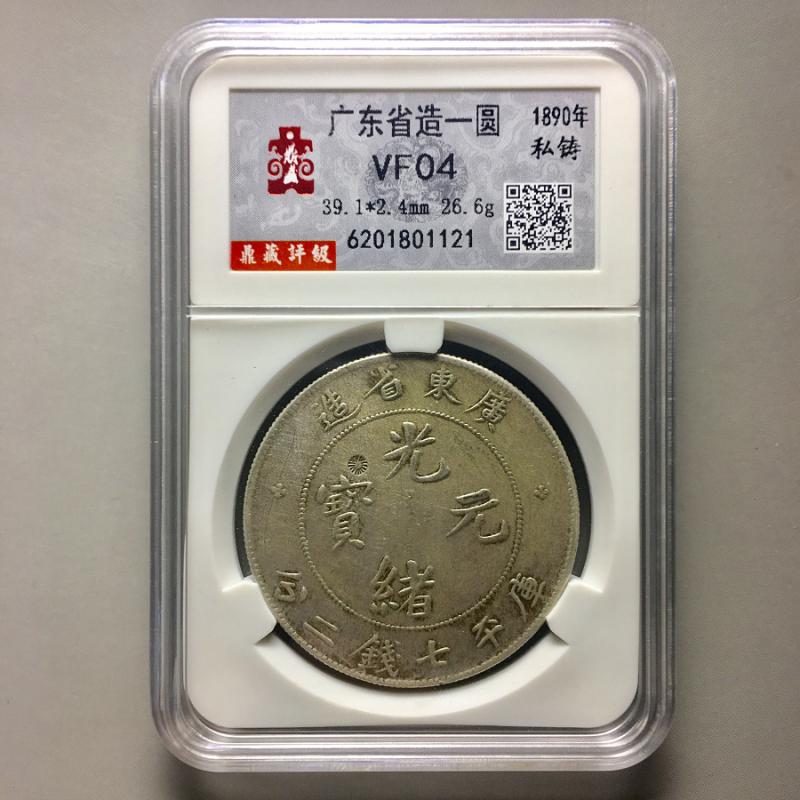 广东省造一圆
1890年
VF04
私铸
39.1*2.4mm 26.6g
6201801121
鼎藏評級
廣東省造
光緒元寶
庫平七錢二分